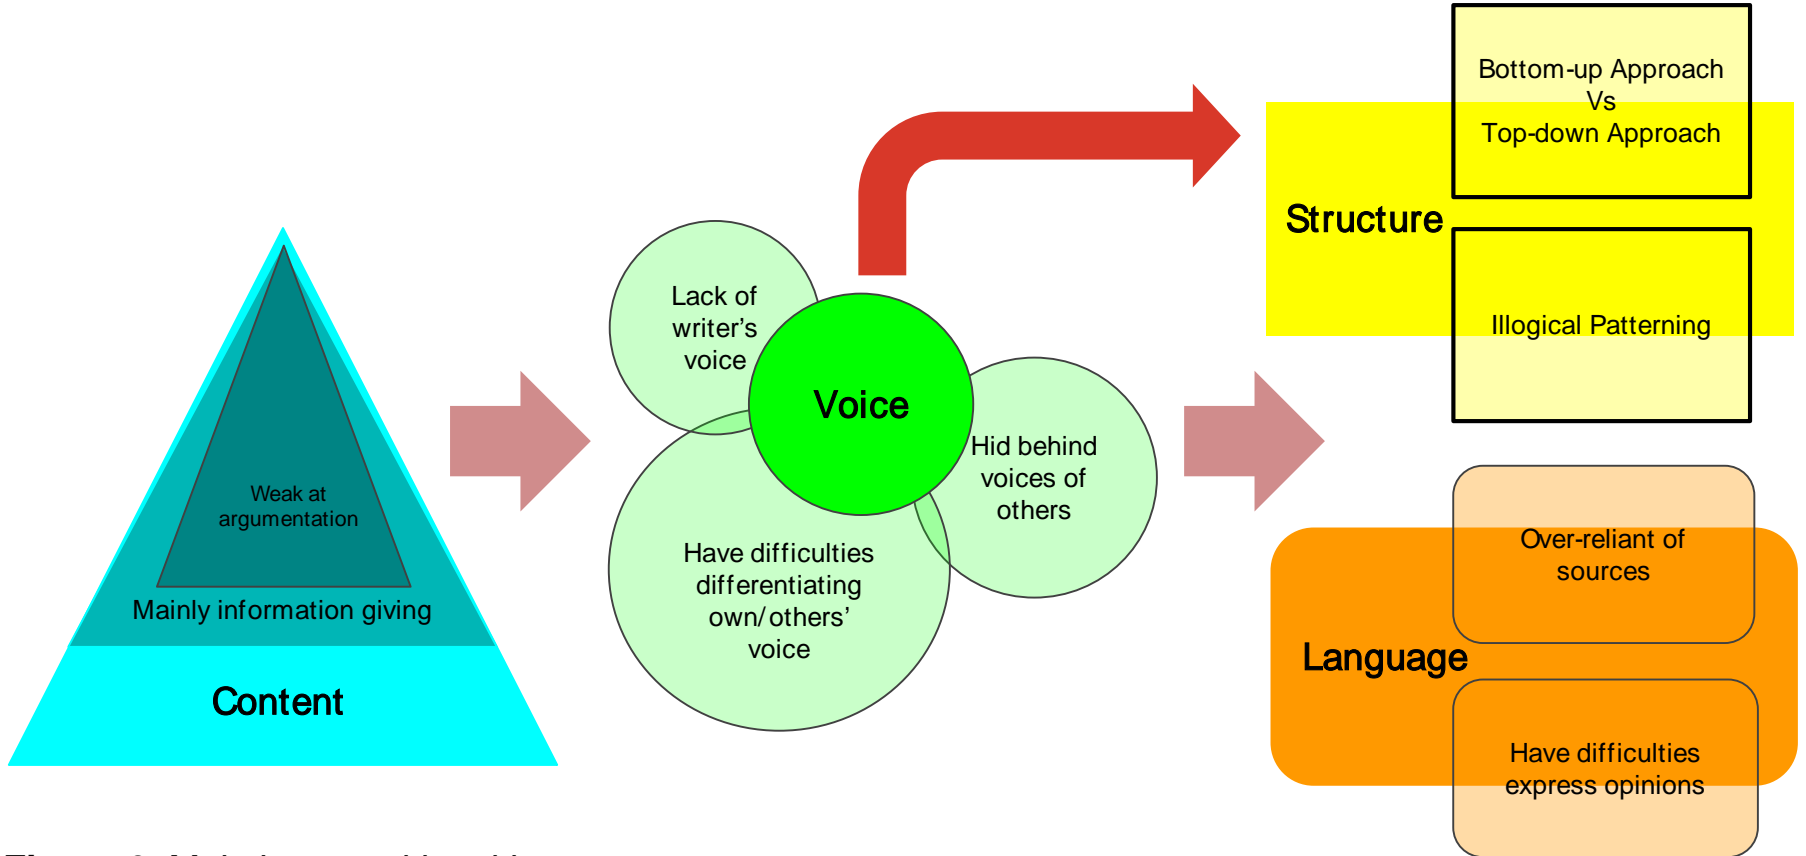 Weak at
argumentation
Mainly information giving
Content
Lack of
writer's
voice
Voice
Hid behind
voices of
others
Have difficulties
differentiating
own/others'
voice
Bottom-up Approach
Vs
Top-down Approach
Structure
Illogical Patterning
Over-reliant of
sources
Language
Have difficulties
express opinions